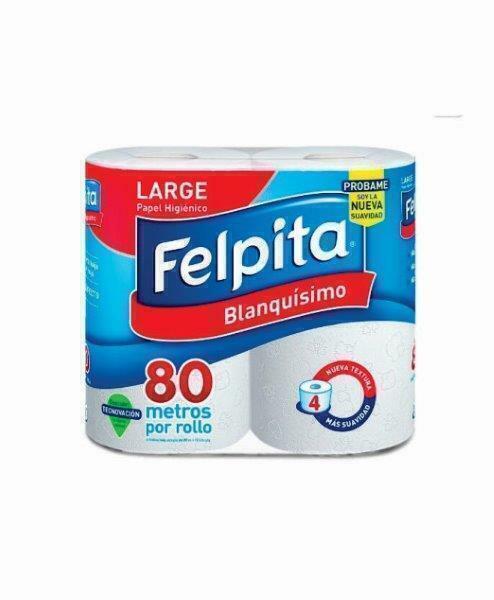 LARGE
Papel Higiénico
PROBAME
SOY LA
NUEVA
SUAVIDAD
Felpita®
Blanquísimo
80
metros
por rollo
TECNOVACIÓN
4
NUEVA TEXTURA
MÁS SUAVIDAD